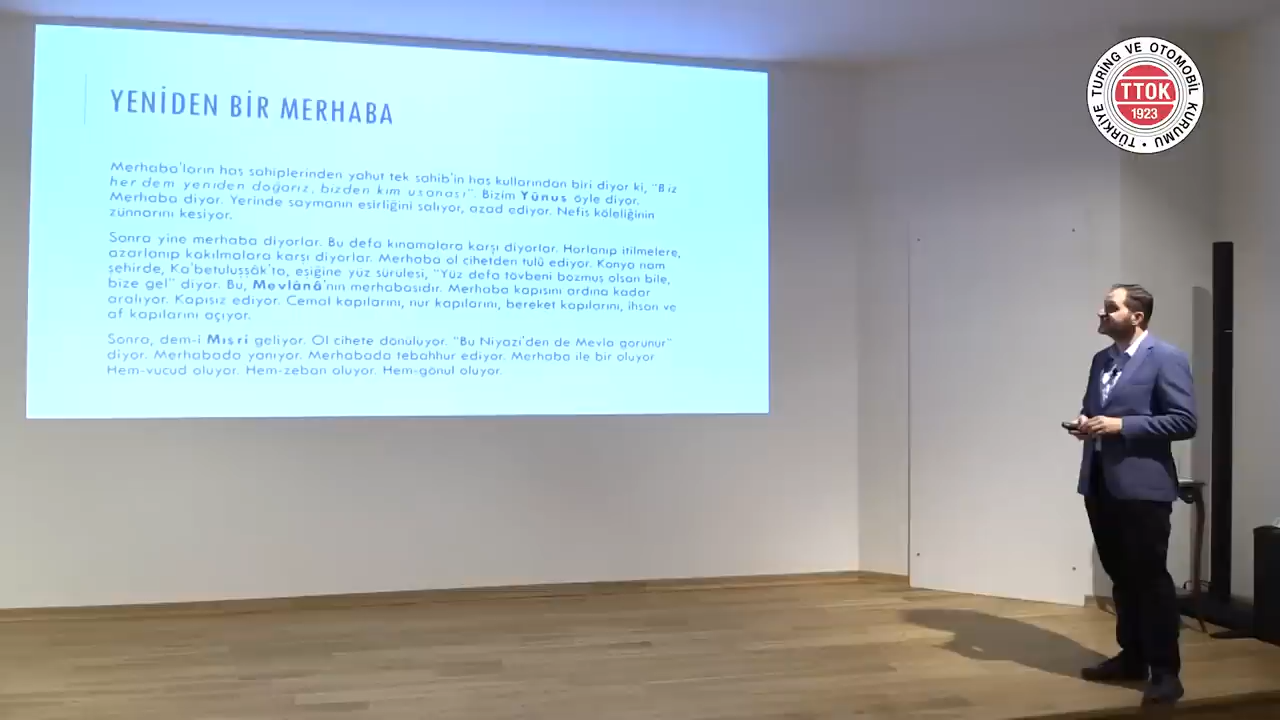 YENİDEN BİR MERHABA
Merhaba'ların has sahiplerinden yahut tek sahib'in has kullarından biri diyor ki, "Biz
her dem yeniden doğarız, bizden kim usanası". Bizim Yûnus öyle diyor.
Merhaba diyor. Yerinde saymanın esirliğini salıyor, azad ediyor. Nefis köleliğinin
zünnarını kesiyor.
Sonra yine merhaba diyorlar. Bu defa kınamalara karşı diyorlar. Horlanıp itilmelere,
azarlanıp kakılmalara karşı diyorlar. Merhaba ol cihetden tulû ediyor. Konya nam
şehirde, Ka'betuluşşâk'ta, eşiğine yüz sürülesi, "Yüz defa tövbeni bozmuş olsan bile,
bize gel" diyor. Bu, Mevlânâ'nın merhabasıdır. Merhaba kapısını ardına kadar
aralıyor. Kapısız ediyor. Cemal kapılarını, nur kapılarını, bereket kapılarını, ihsan ve
af kapılarını açıyor.
Sonra, dem-i Mısri geliyor. Ol cihete dönülüyor. "Bu Niyazi'den de Mevla görünür"
diyor. Merhabada yanıyor. Merhabada tebahhur ediyor. Merhaba ile bir oluyor
Hem-vücud oluyor. Hem-zeban oluyor. Hem-gönül oluyor.
TÜRKİYE TURİNG VE OTOMOBİL KURUMU
TTOK
1923